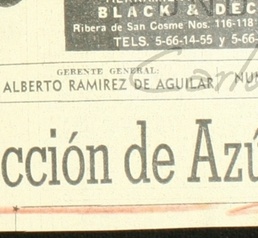 BLACK & DEC
Ribera de San Cosme Nos. 116-118
TELS. 5-66-14-55 y 5-66-
GERENTE GENERAL:
ALBERTO RAMIREZ DE AGUILAR
NUM
cción de Azú